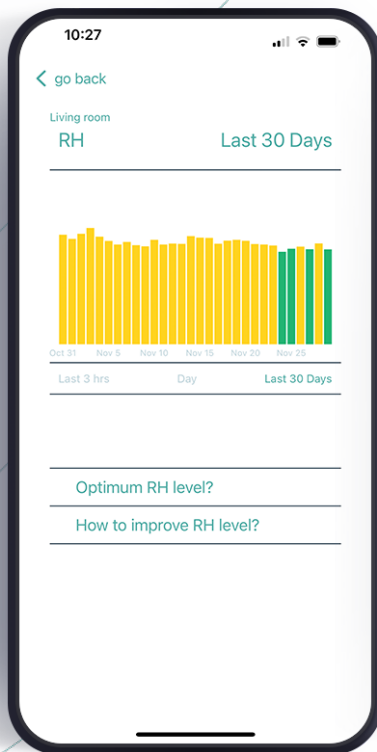 10:27
go back
Living room
RH Last 30 Days
Oct 31 Nov 5 Nov 10 Nov 15 Nov 20 Nov 25
Last 3 hrs Day Last 30 Days
Optimum RH level?
How to improve RH level?